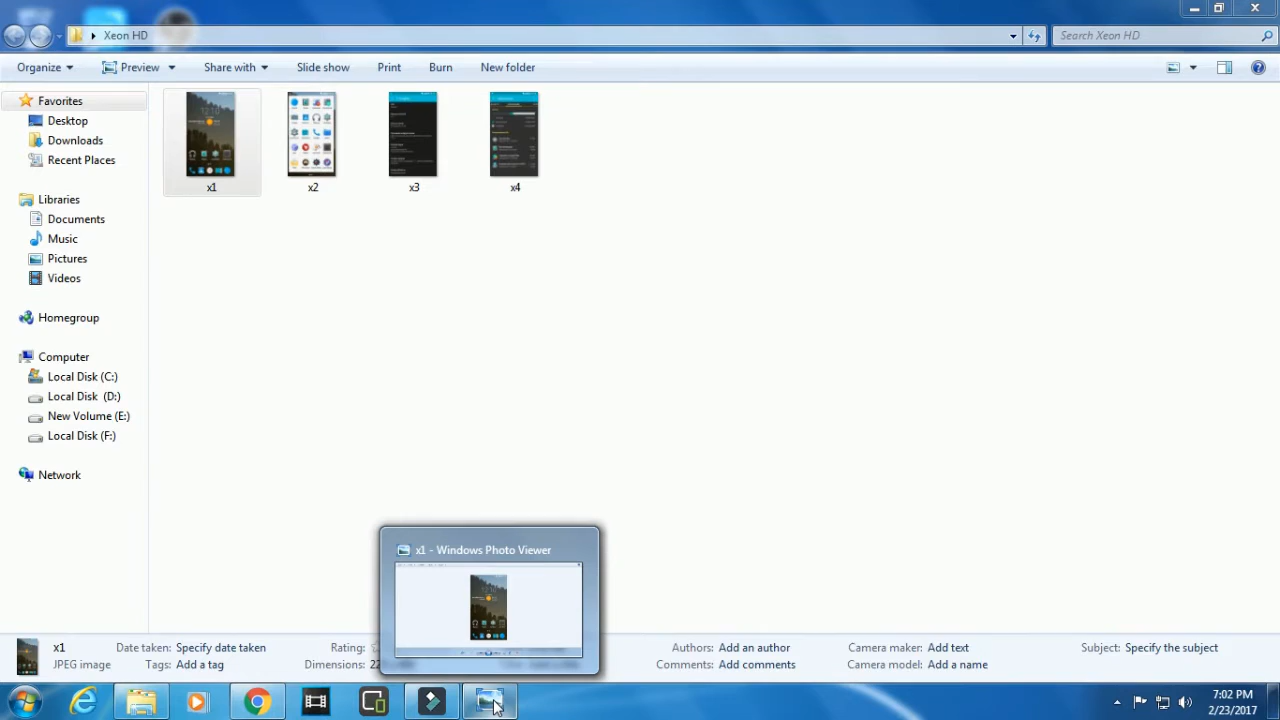 Xeon HD
Search Xeon HD
Organize Preview Share with Slide show Print Burn New folder
Favorites
Desktop
Downloads
Recent Places
Libraries
Documents
Music
Pictures
Videos
Homegroup
Computer
Local Disk (C:)
Local Disk (D:)
New Volume (E:)
Local Disk (F:)
Network
x1 x2 x3 x4
x1 - Windows Photo Viewer
x1 Date taken: Specify date taken Rating: Authors: Add an author Camera maker: Add text Subject: Specify the subject
JPEG image Tags: Add a tag Dimensions: Comments: Add comments Camera model: Add a name
7:02 PM
2/23/2017